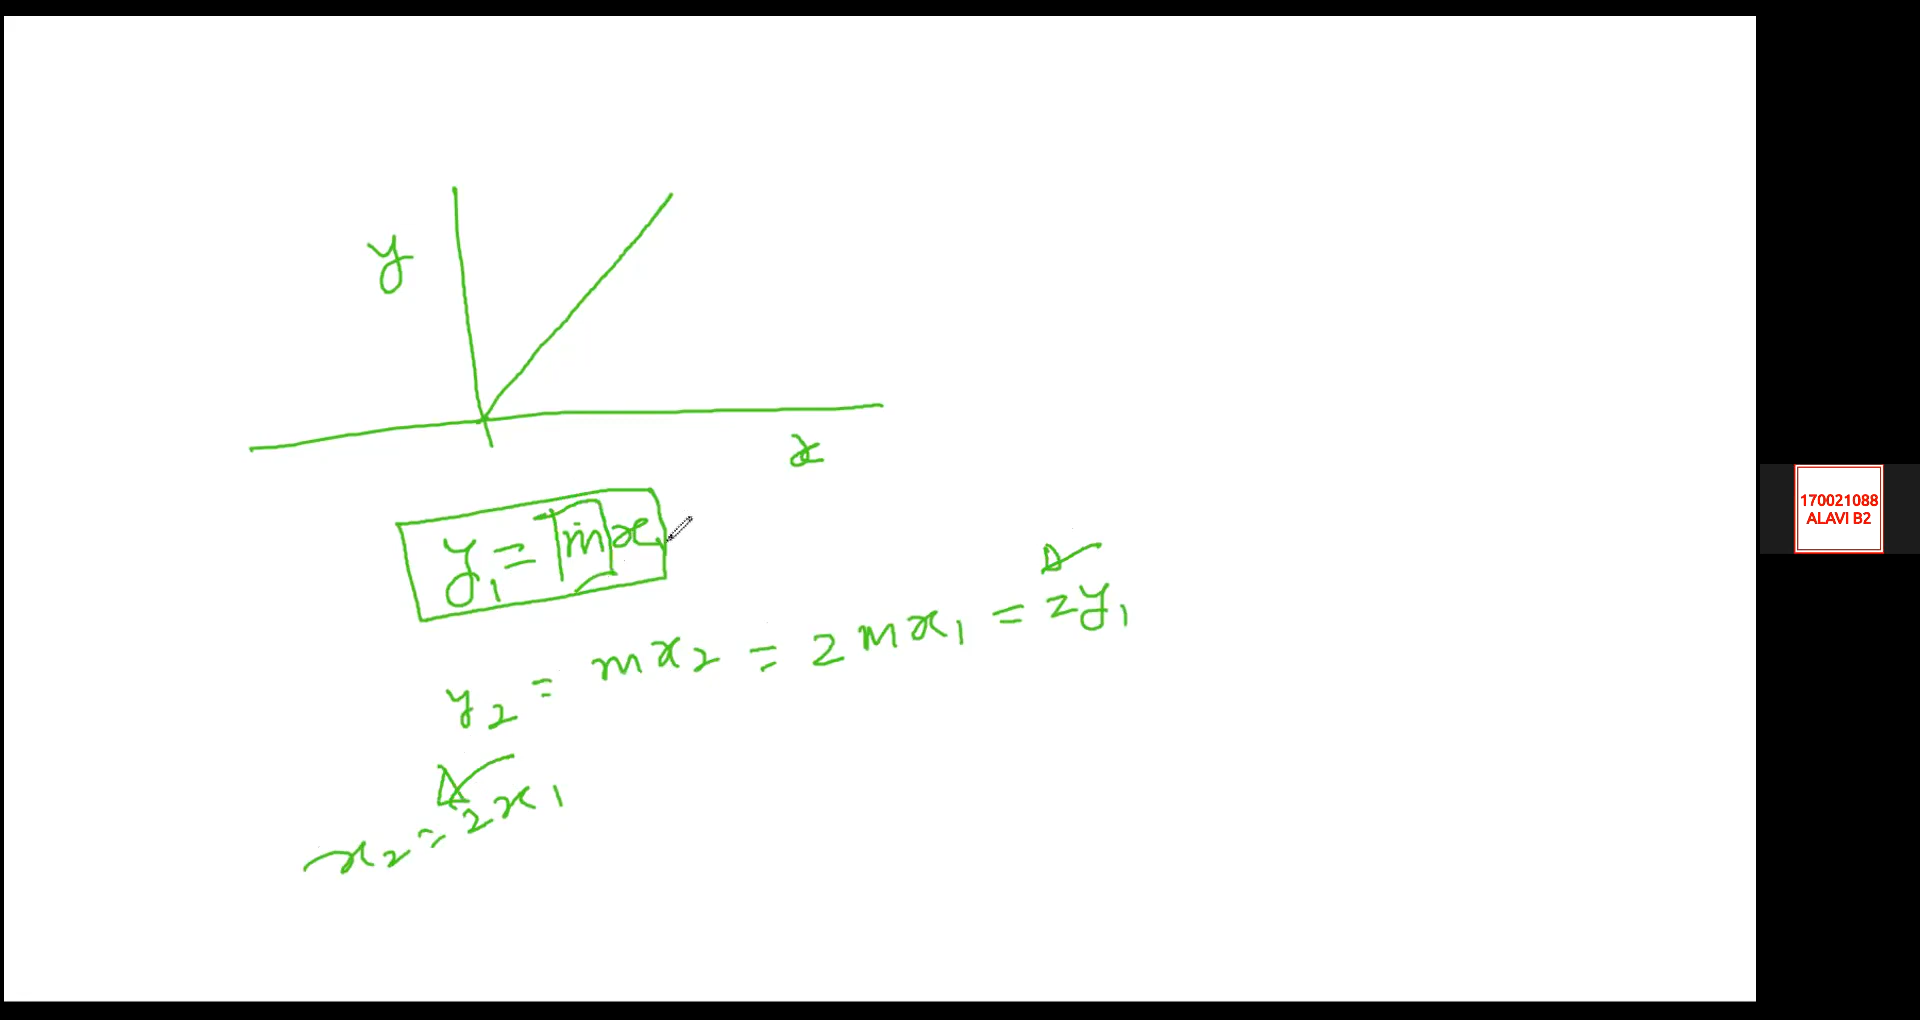 y
x
y₁ = mx₁
y₂ = mx₂ = 2mx₁ = 2y₁
x₂ = 2x₁
170021088
ALAVI B2